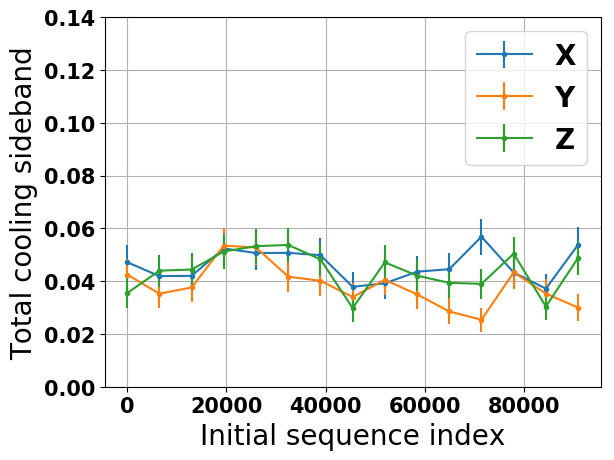 Total cooling sideband
0.14
0.12
0.10
0.08
0.06
0.04
0.02
0.00
X
Y
Z
0 20000 40000 60000 80000
Initial sequence index